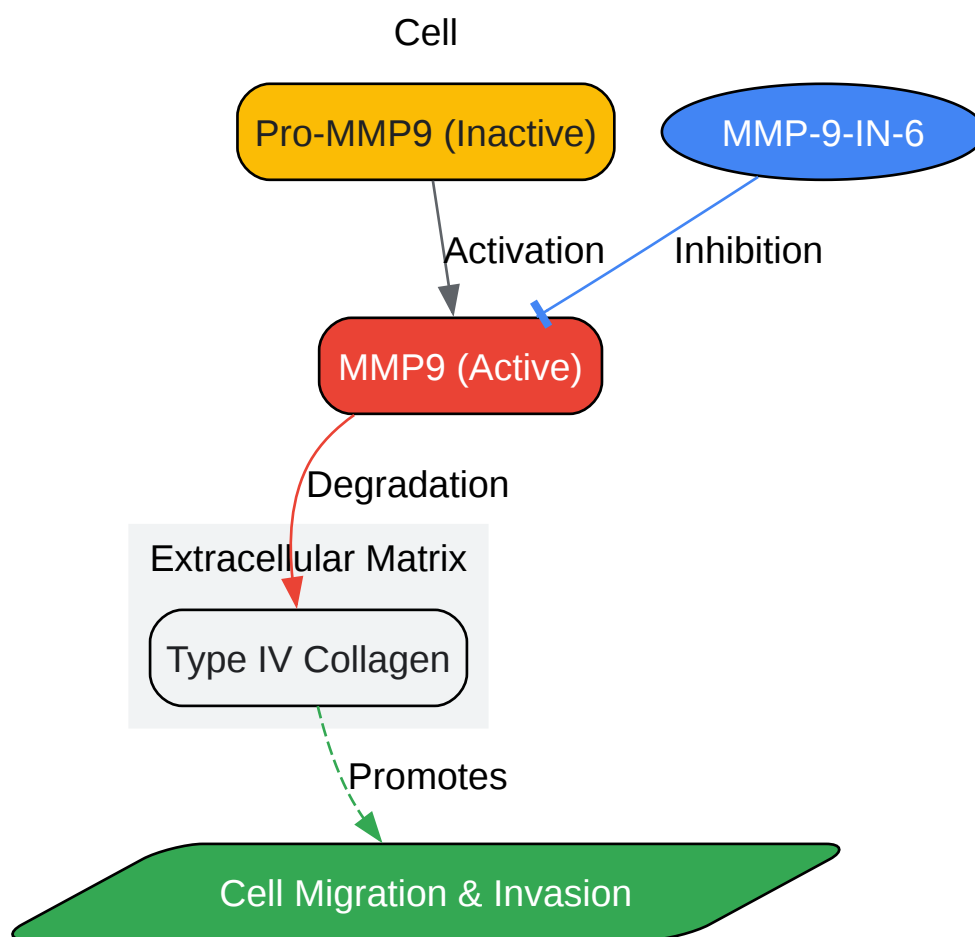 Cell
Pro-MMP9 (Inactive)
MMP-9-IN-6
Activation
Inhibition
MMP9 (Active)
Degradation
Extracellular Matrix
Type IV Collagen
Promotes
Cell Migration & Invasion